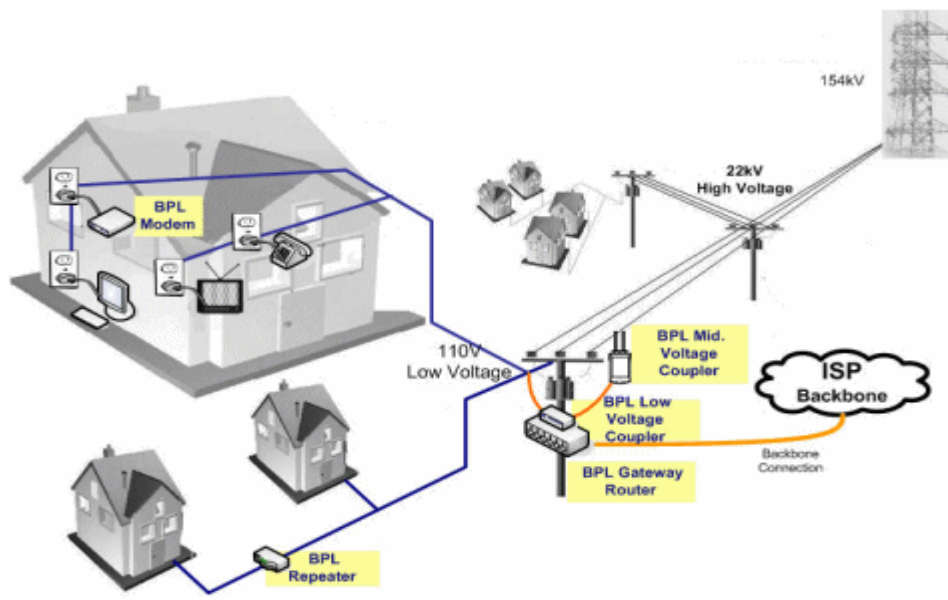 154kV
22kV
High Voltage
BPL
Modem
110V
Low Voltage
BPL Mid.
Voltage
Coupler
ISP
Backbone
BPL Low
Voltage
Coupler
Backbone
Connection
BPL Gateway
Router
BPL
Repeater